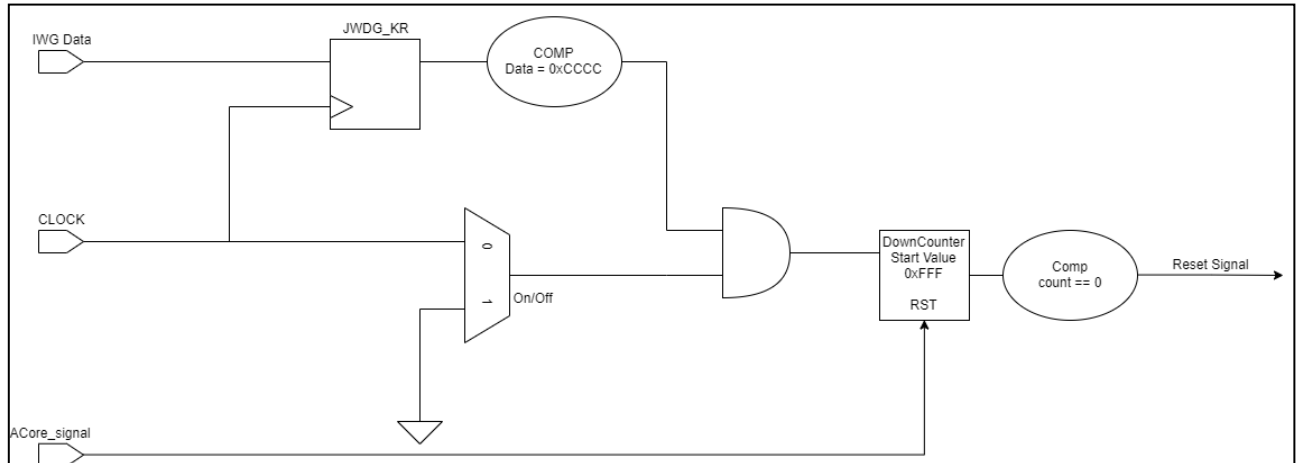 IWG Data
JWDG_KR
COMP
Data = 0xCCCC
CLOCK
0
1
On/Off
DownCounter
Start Value
0xFFF
RST
Comp
count == 0
Reset Signal
ACore_signal